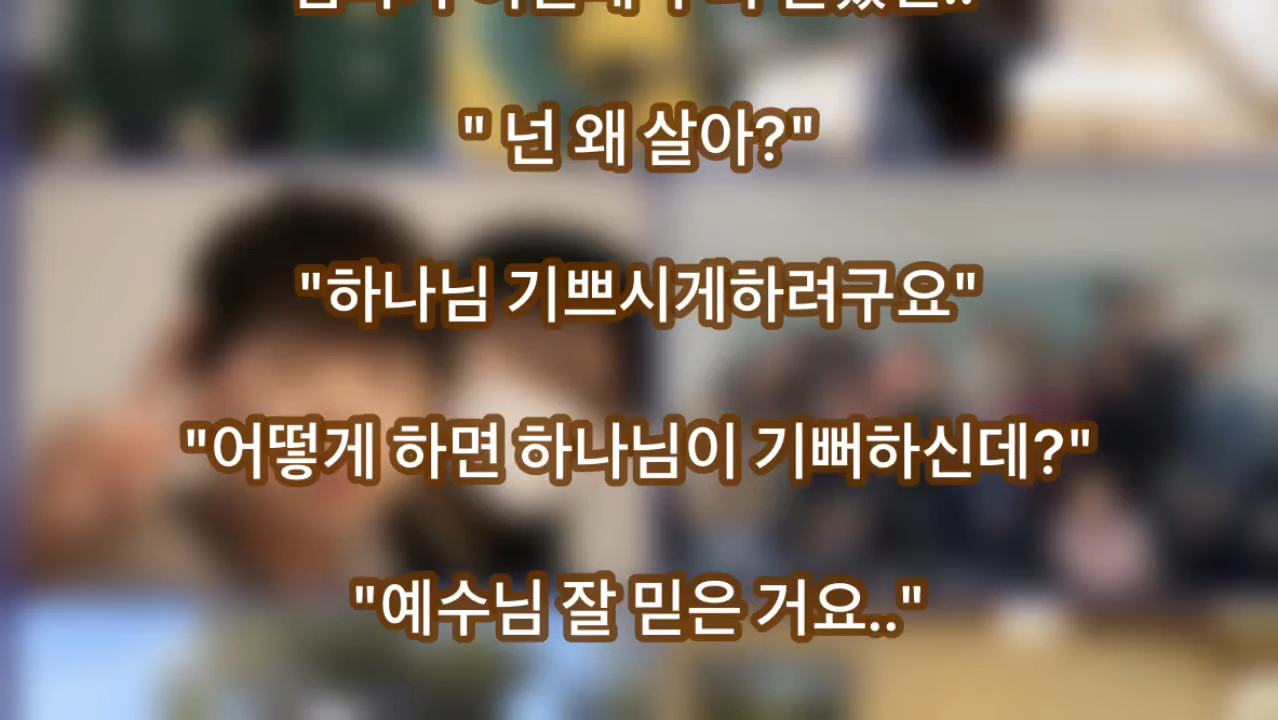 " 넌 왜 살아?"
"하나님 기쁘시게하려구요"
"어떻게 하면 하나님이 기뻐하신데?"
"예수님 잘 믿은 거요.."